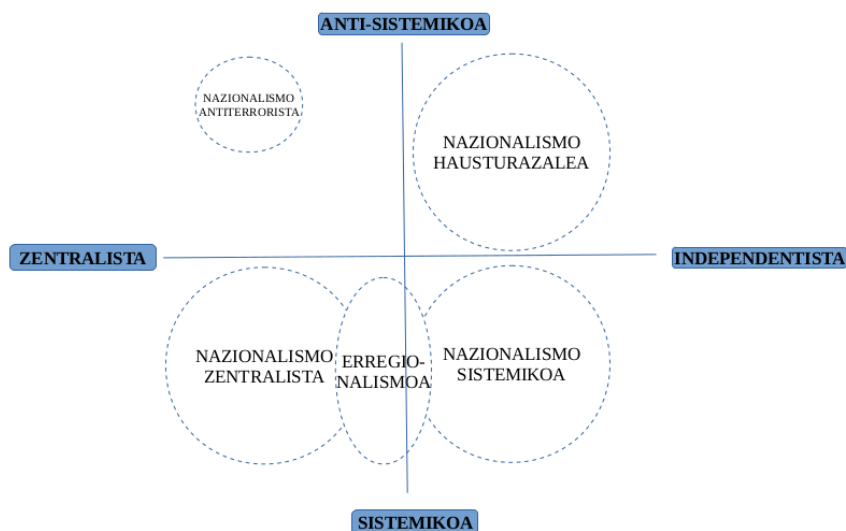 ANTI-SISTEMIKOA
NAZIONALISMO
ANTITERRORISTA
NAZIONALISMO
HAUSTURAZALEA
ZENTRALISTA
INDEPENDENTISTA
NAZIONALISMO
ZENTRALISTA
ERREGIO-
NALISMOA
NAZIONALISMO
SISTEMIKOA
SISTEMIKOA